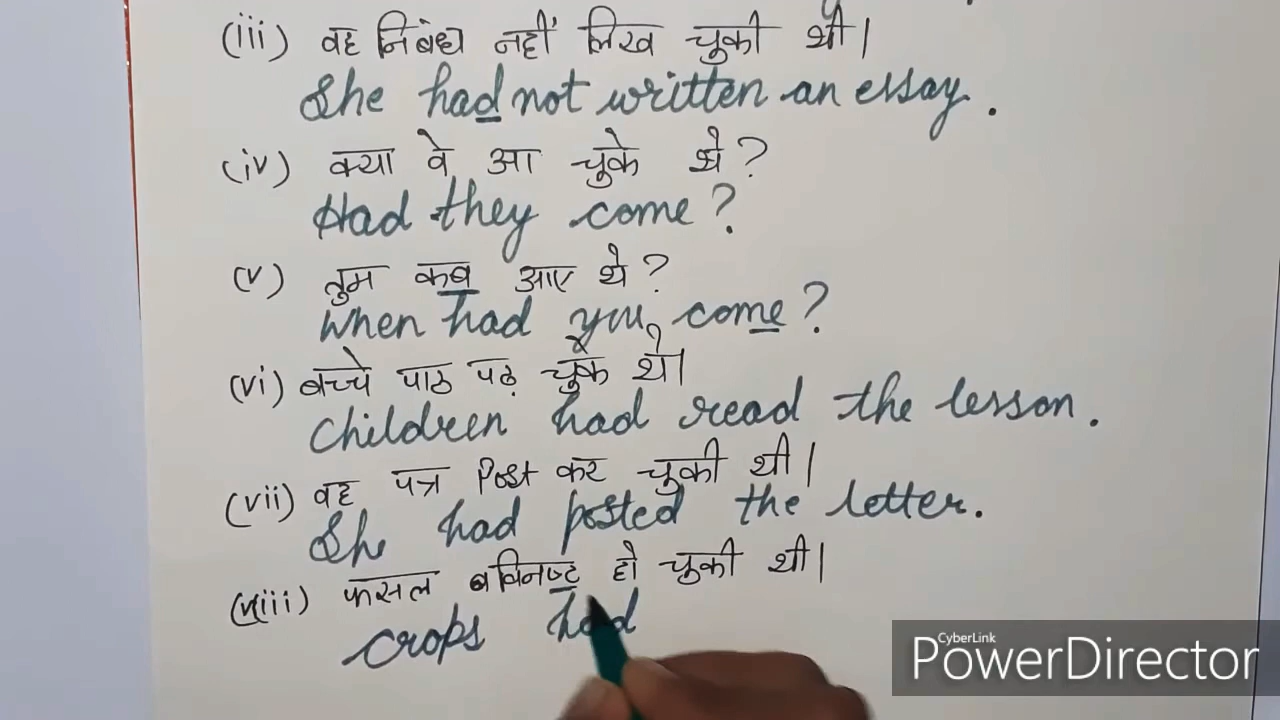 (iii) वह निबंध नहीं लिख चुकी थी।
She had not written an essay.
(iv) क्या वे आ चुके थे?
Had they come?
(v) तुम कब आए थे?
When had you come?
(vi) बच्चे पाठ पढ़ चुके थे।
Children had read the lesson.
(vii) वह पत्र Post कर चुकी थी।
She had posted the letter.
(viii) फसल विनष्ट हो चुकी थी।
crops had
CyberLink
PowerDirector